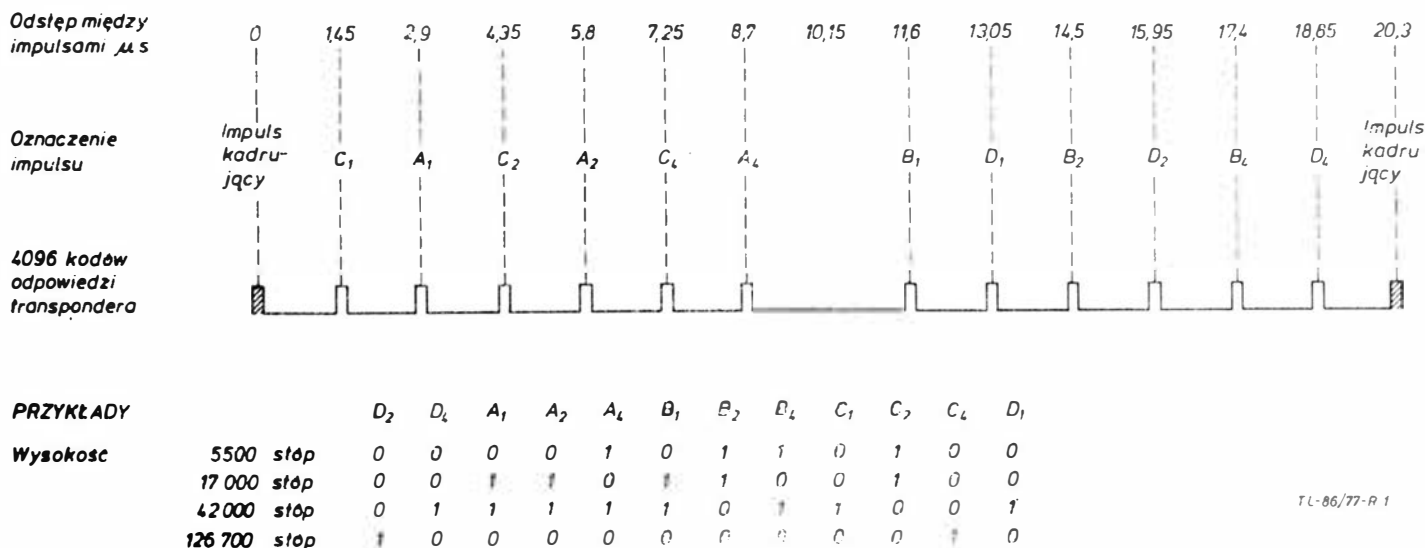 Odstęp między
impulsami μs 0 1,45 2,9 4,35 5,8 7,25 8,7 10,15 11,6 13,05 14,5 15,95 17,4 18,85 20,3
Oznaczenie
impulsu
Impuls
kadru-
jący
C₁ A₁ C₂ A₂ C₄ A₄ B₁ D₁ B₂ D₂ B₄ D₄
Impuls
kadru
jący
4096 kodów
odpowiedzi
transpondera
PRZYKŁADY D₂ D₄ A₁ A₂ A₄ B₁ B₂ B₄ C₁ C₂ C₄ D₁
Wysokość 5500 stóp 0 0 0 0 1 0 1 1 0 1 0 0
17 000 stóp 0 0 1 1 0 1 1 0 0 1 0 0
42 000 stóp 0 1 1 1 1 1 0 1 1 0 0 1
126 700 stóp 1 0 0 0 0 0 0 0 0 0 1 0
TL-86/77-R 1